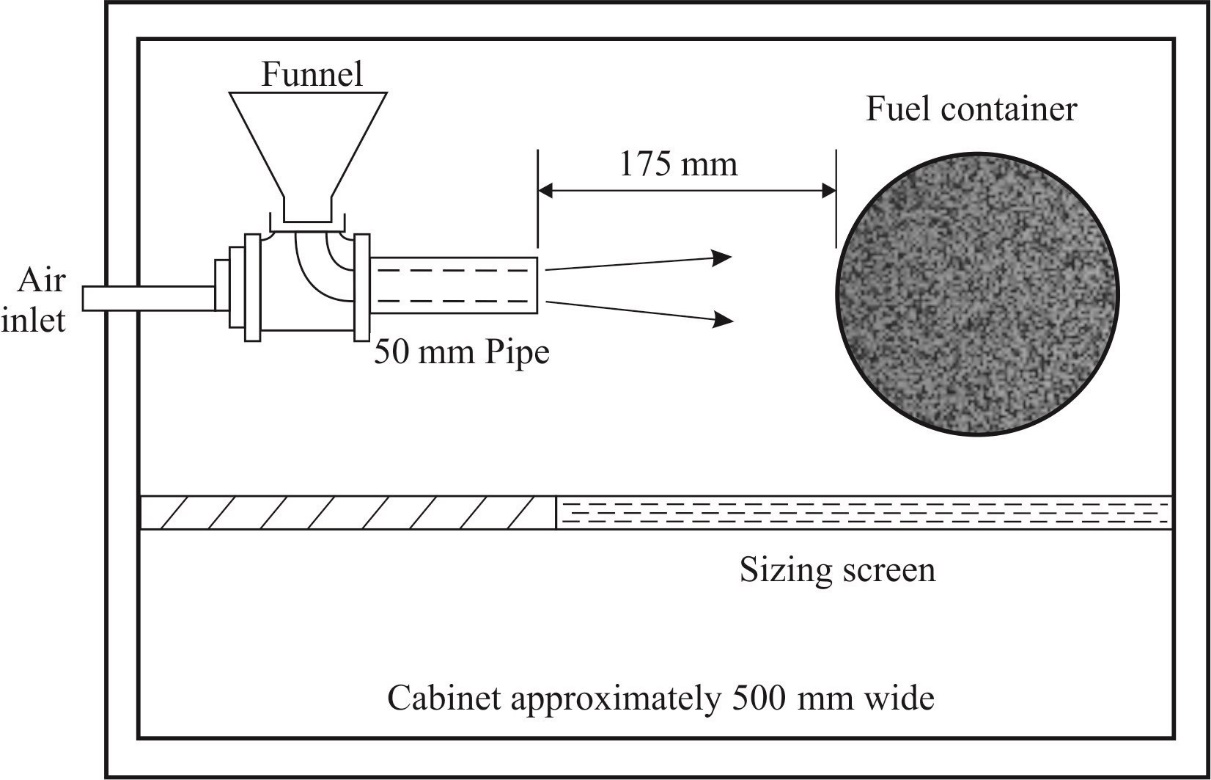 Funnel
Fuel container
175 mm
Air
inlet
50 mm Pipe
Sizing screen
Cabinet approximately 500 mm wide